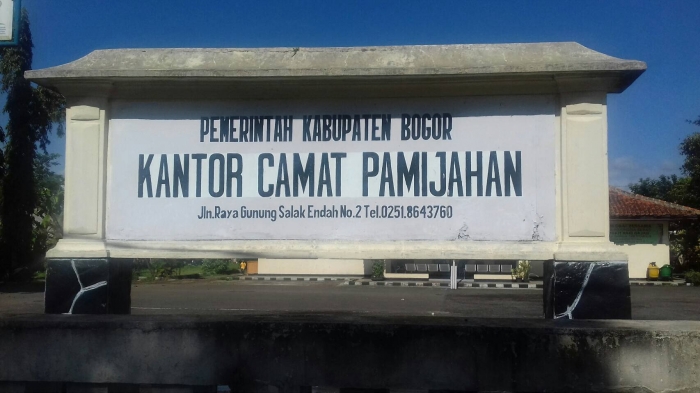 PEMERINTAH KABUPATEN BOGOR
KANTOR CAMAT PAMIJAHAN
Jln.Raya Gunung Salak Endah No.2 Tel.0251.8643760